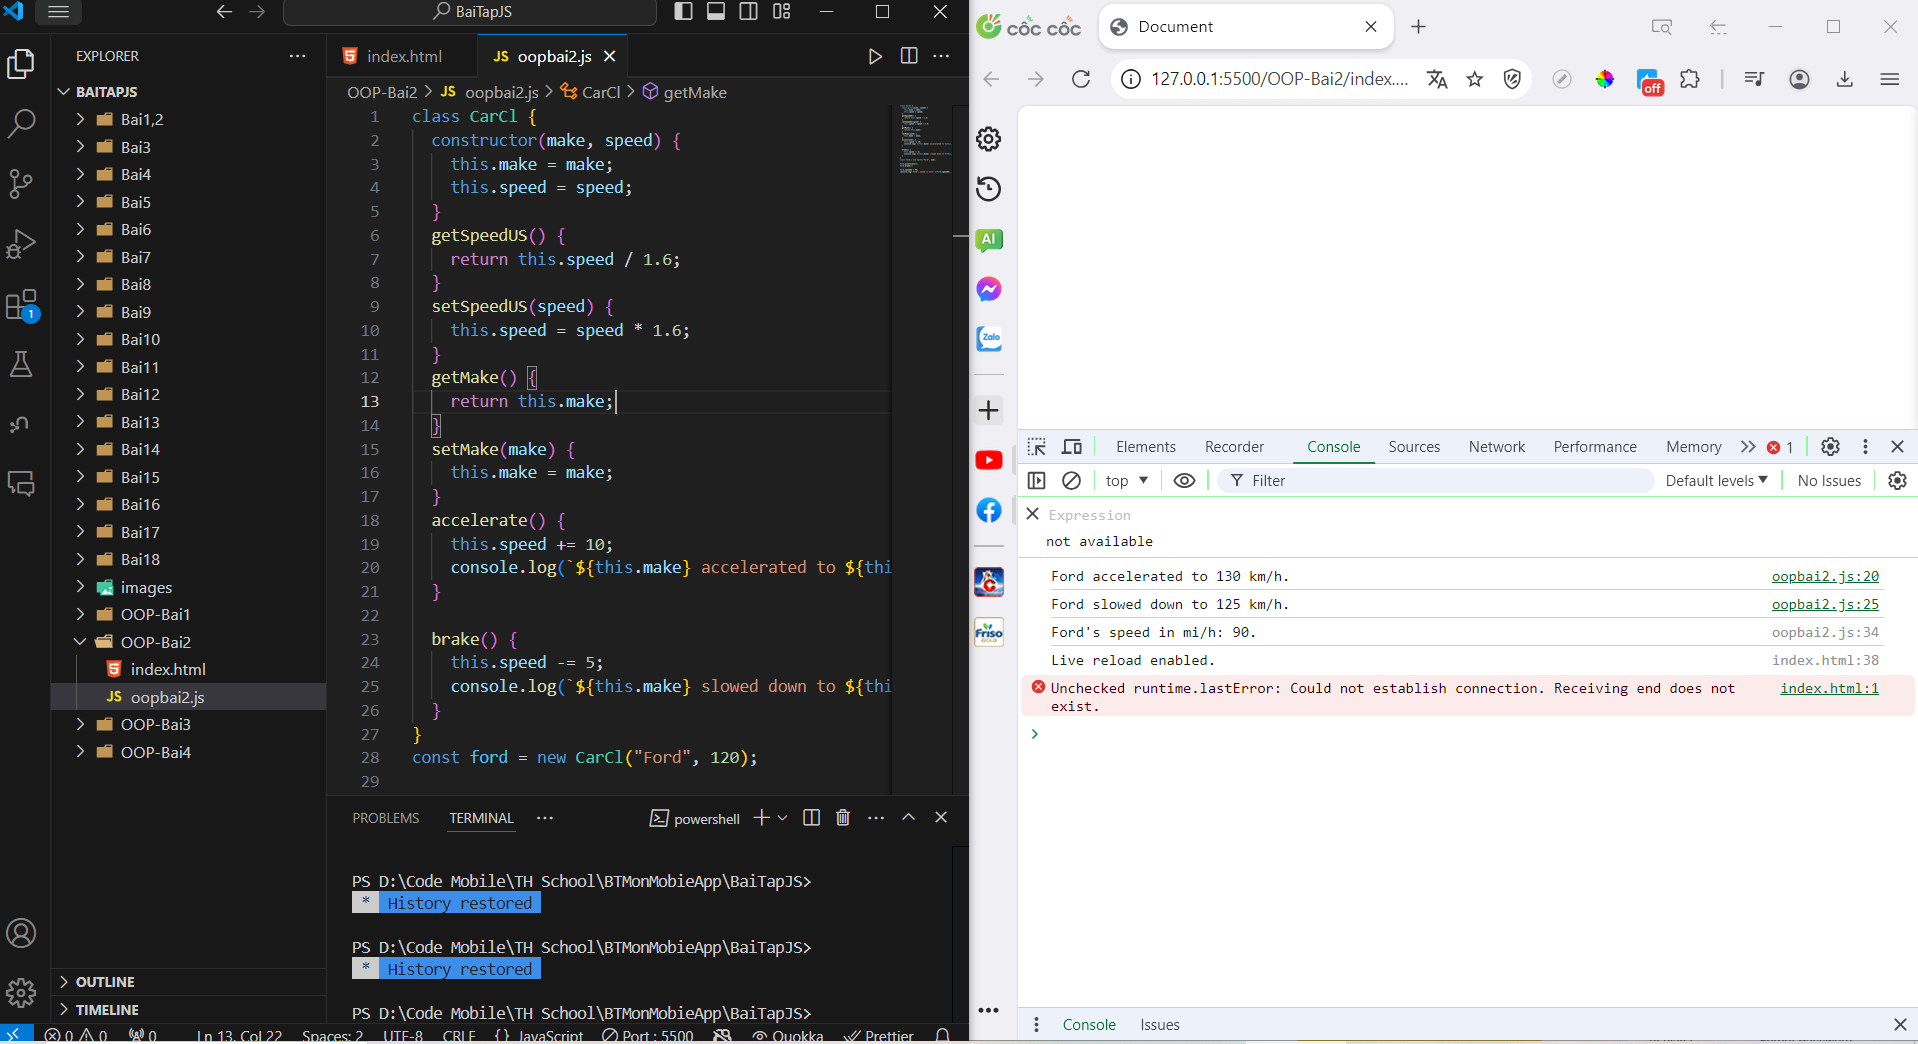 BaiTapJS
EXPLORER
BAITAPJS
Bai1,2
Bai3
Bai4
Bai5
Bai6
Bai7
Bai8
Bai9
Bai10
Bai11
Bai12
Bai13
Bai14
Bai15
Bai16
Bai17
Bai18
images
OOP-Bai1
OOP-Bai2
index.html
JS oopbai2.js
OOP-Bai3
OOP-Bai4
OUTLINE
TIMELINE
1
index.html
JS oopbai2.js
OOP-Bai2 > JS oopbai2.js > CarCl > getMake
1 class CarCl {
2 constructor(make, speed) {
3 this.make = make;
4 this.speed = speed;
5 }
6 getSpeedUS() {
7 return this.speed / 1.6;
8 }
9 setSpeedUS(speed) {
10 this.speed = speed * 1.6;
11 }
12 getMake() {
13 return this.make;
14 }
15 setMake(make) {
16 this.make = make;
17 }
18 accelerate() {
19 this.speed += 10;
20 console.log(`${this.make} accelerated to ${thi
21 }
22
23 brake() {
24 this.speed -= 5;
25 console.log(`${this.make} slowed down to ${thi
26 }
27 }
28 const ford = new CarCl("Ford", 120);
29
PROBLEMS TERMINAL powershell
PS D:\Code Mobile\TH School\BTMonMobieApp\BaiTapJS>
* History restored
PS D:\Code Mobile\TH School\BTMonMobieApp\BaiTapJS>
* History restored
PS D:\Code Mobile\TH School\BTMonMobieApp\BaiTapJS>
0 0 0 Ln 13, Col 22 Spaces: 2 UTF-8 CRLF {} JavaScript Port : 5500 Quokka Prettier
cốc cốc
Document
127.0.0.1:5500/OOP-Bai2/index....
off
AI
Zalo
Friso
GOLD
Elements Recorder Console Sources Network Performance Memory 1
top Filter Default levels No Issues
Expression
not available
Ford accelerated to 130 km/h. oopbai2.js:20
Ford slowed down to 125 km/h. oopbai2.js:25
Ford's speed in mi/h: 90. oopbai2.js:34
Live reload enabled. index.html:38
Unchecked runtime.lastError: Could not establish connection. Receiving end does not index.html:1
exist.
Console Issues